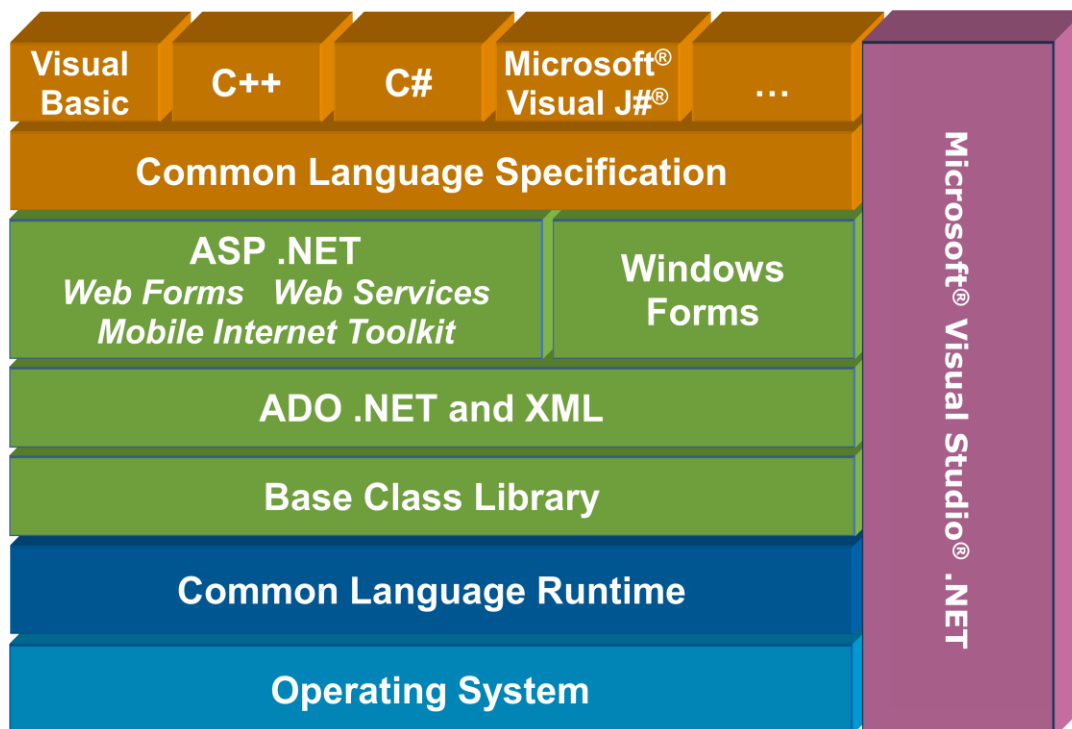 Visual
Basic
C++
C#
Microsoft®
Visual J#®
...
Common Language Specification
ASP .NET
Web Forms Web Services
Mobile Internet Toolkit
Windows
Forms
ADO .NET and XML
Base Class Library
Common Language Runtime
Operating System
Microsoft® Visual Studio® .NET